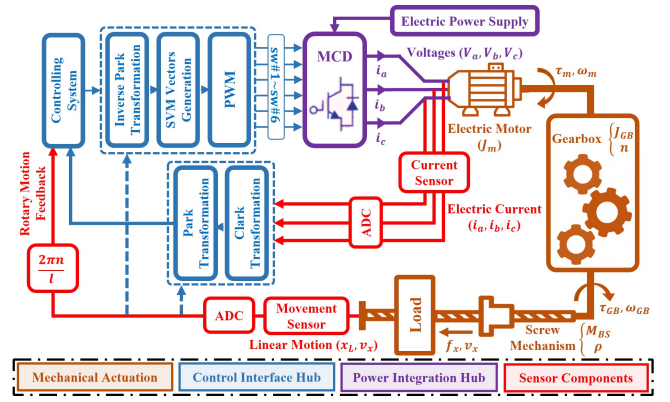 Electric Power Supply
Controlling
System
Inverse Park
Transformation
SVM Vectors
Generation
PWM
sw#1~sw#6
MCD
Voltages (Va, Vb, Vc)
ia
ib
ic
τm, ωm
Electric Motor
(Jm)
Gearbox { JGB
n
Current
Sensor
Electric Current
(ia, ib, ic)
ADC
Park
Transformation
Clark
Transformation
Rotary Motion
Feedback
2πn
l
ADC
Movement
Sensor
Linear Motion (xL, vx)
Load
fx, vx
τGB, ωGB
Screw
Mechanism { MBS
ρ
Mechanical Actuation
Control Interface Hub
Power Integration Hub
Sensor Components